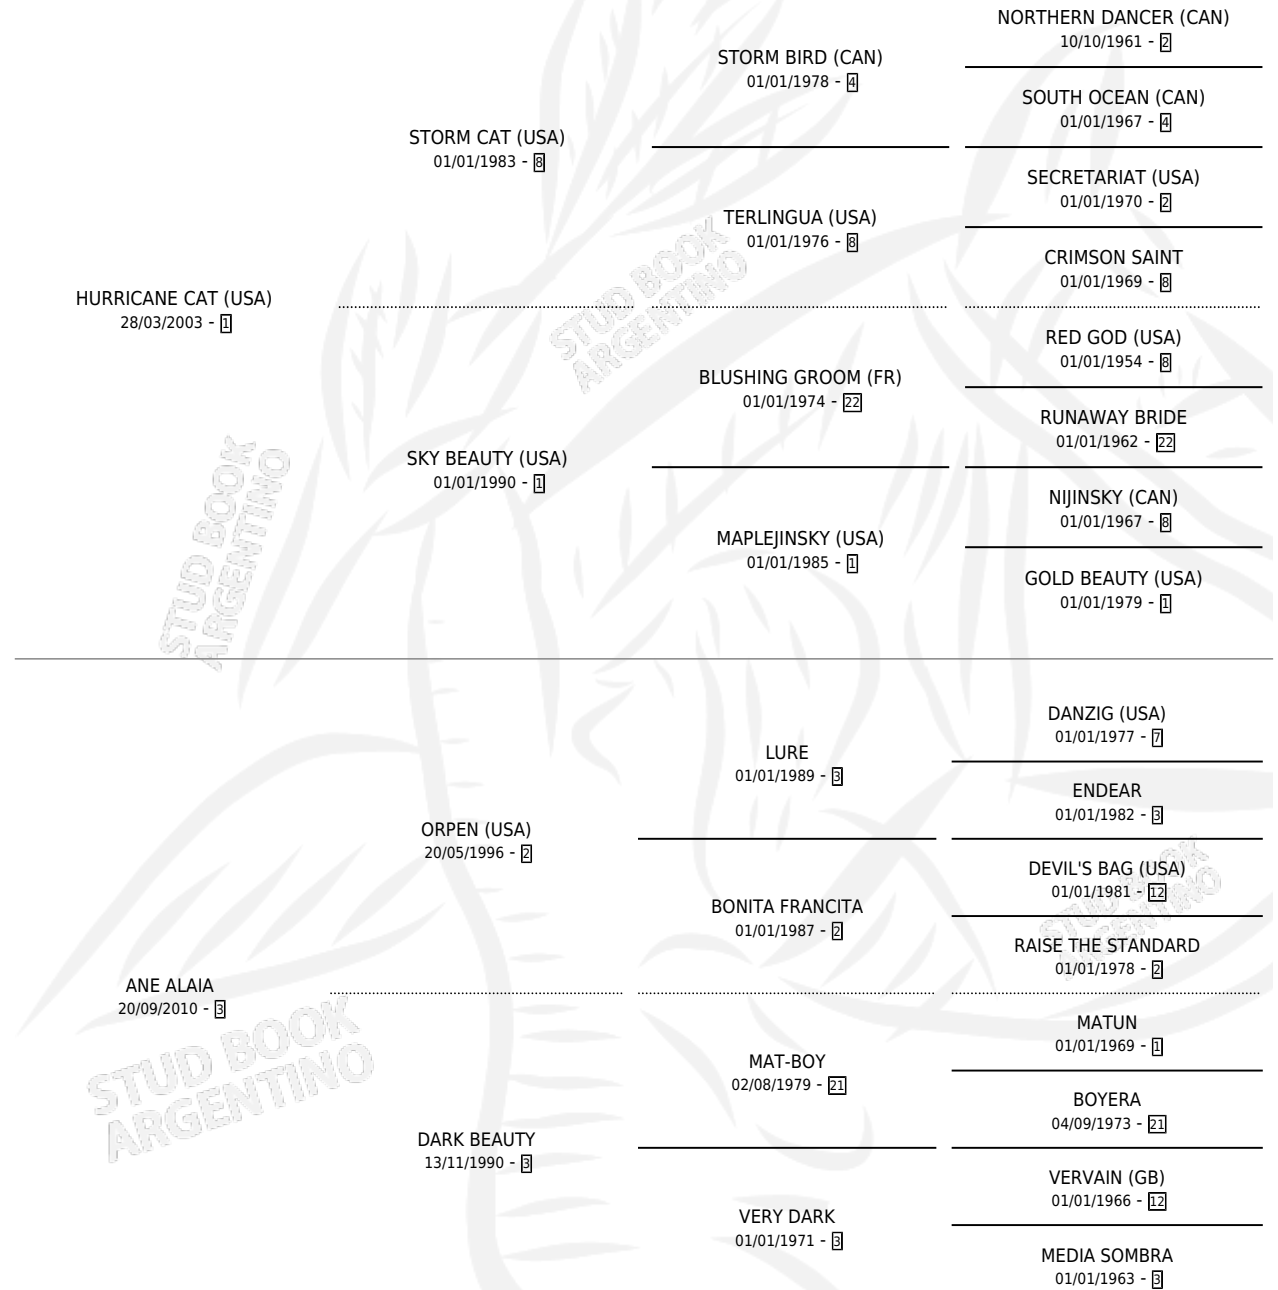 NORTHERN DANCER (CAN)
10/10/1961 - 2
STORM BIRD (CAN)
01/01/1978 - 4
SOUTH OCEAN (CAN)
01/01/1967 - 4
STORM CAT (USA)
01/01/1983 - 8
SECRETARIAT (USA)
01/01/1970 - 2
TERLINGUA (USA)
01/01/1976 - 8
CRIMSON SAINT
01/01/1969 - 8
HURRICANE CAT (USA)
28/03/2003 - 1
RED GOD (USA)
01/01/1954 - 8
BLUSHING GROOM (FR)
01/01/1974 - 22
RUNAWAY BRIDE
01/01/1962 - 22
SKY BEAUTY (USA)
01/01/1990 - 1
NIJINSKY (CAN)
01/01/1967 - 8
MAPLEJINSKY (USA)
01/01/1985 - 1
GOLD BEAUTY (USA)
01/01/1979 - 1
DANZIG (USA)
01/01/1977 - 7
LURE
01/01/1989 - 3
ENDEAR
01/01/1982 - 3
ORPEN (USA)
20/05/1996 - 2
DEVIL'S BAG (USA)
01/01/1981 - 12
BONITA FRANCITA
01/01/1987 - 2
RAISE THE STANDARD
01/01/1978 - 2
ANE ALAIA
20/09/2010 - 3
MATUN
01/01/1969 - 1
MAT-BOY
02/08/1979 - 21
BOYERA
04/09/1973 - 21
DARK BEAUTY
13/11/1990 - 3
VERVAIN (GB)
01/01/1966 - 12
VERY DARK
01/01/1971 - 3
MEDIA SOMBRA
01/01/1963 - 3
STUD BOOK
ARGENTINO
STUD BOOK
ARGENTINO
STUD BOOK
ARGENTINO
STUD BOOK
ARGENTINO